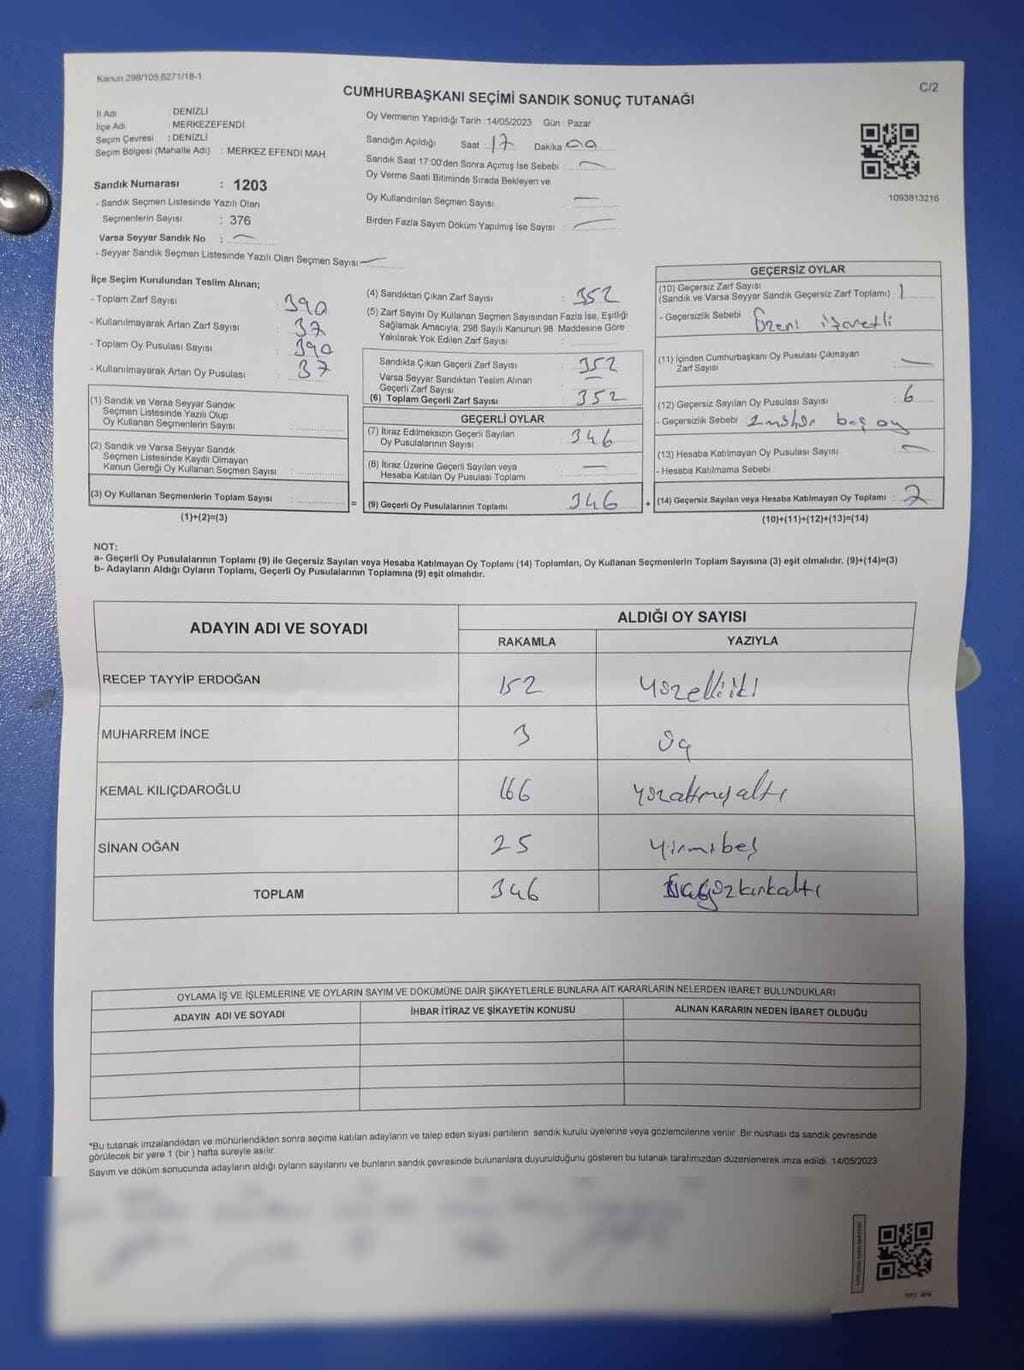 Kanun 298/105;6271/18-1
C/2
CUMHURBAŞKANI SEÇİMİ SANDIK SONUÇ TUTANAĞI
İl Adı : DENİZLİ
İlçe Adı : MERKEZEFENDİ
Seçim Çevresi : DENİZLİ
Seçim Bölgesi (Mahalle Adı) : MERKEZ EFENDİ MAH
Sandık Numarası : 1203
- Sandık Seçmen Listesinde Yazılı Olan
Seçmenlerin Sayısı : 376
Varsa Seyyar Sandık No :
- Seyyar Sandık Seçmen Listesinde Yazılı Olan Seçmen Sayısı
Oy Vermenin Yapıldığı Tarih :14/05/2023 Gün : Pazar
Sandığın Açıldığı Saat 17 Dakika 00
Sandık Saat 17:00'den Sonra Açılmış İse Sebebi :
Oy Verme Saati Bitiminde Sırada Bekleyen ve
Oy Kullandırılan Seçmen Sayısı
Birden Fazla Sayım Döküm Yapılmış İse Sayısı :
1093813216
İlçe Seçim Kurulundan Teslim Alınan;
- Toplam Zarf Sayısı : 390
- Kullanılmayarak Artan Zarf Sayısı : 37
- Toplam Oy Pusulası Sayısı : 390
- Kullanılmayarak Artan Oy Pusulası : 37
(1) Sandık ve Varsa Seyyar Sandık
Seçmen Listesinde Yazılı Olup
Oy Kullanan Seçmenlerin Sayısı :
(2) Sandık ve Varsa Seyyar Sandık
Seçmen Listesinde Kayıtlı Olmayan
Kanun Gereği Oy Kullanan Seçmen Sayısı :
(3) Oy Kullanan Seçmenlerin Toplam Sayısı :
(1)+(2)=(3)
(4) Sandıktan Çıkan Zarf Sayısı : 352
(5) Zarf Sayısı Oy Kullanan Seçmen Sayısından Fazla İse, Eşitliği
Sağlamak Amacıyla, 298 Sayılı Kanunun 98. Maddesine Göre
Yakılarak Yok Edilen Zarf Sayısı :
Sandıkta Çıkan Geçerli Zarf Sayısı : 352
Varsa Seyyar Sandıktan Teslim Alınan
Geçerli Zarf Sayısı :
(6) Toplam Geçerli Zarf Sayısı : 352
GEÇERLİ OYLAR
(7) İtiraz Edilmeksizin Geçerli Sayılan
Oy Pusulalarının Sayısı 346
(8) İtiraz Üzerine Geçerli Sayılan veya
Hesaba Katılan Oy Pusulası Toplamı
= (9) Geçerli Oy Pusulalarının Toplamı 346 +
GEÇERSİZ OYLAR
(10) Geçersiz Zarf Sayısı
(Sandık ve Varsa Seyyar Sandık Geçersiz Zarf Toplamı) : 1
- Geçersizlik Sebebi Üzeri işaretli
(11) İçinden Cumhurbaşkanı Oy Pusulası Çıkmayan
Zarf Sayısı
(12) Geçersiz Sayılan Oy Pusulası Sayısı 6
- Geçersizlik Sebebi boş oy
(13) Hesaba Katılmayan Oy Pusulası Sayısı
- Hesaba Katılmama Sebebi
(14) Geçersiz Sayılan veya Hesaba Katılmayan Oy Toplamı : 7
(10)+(11)+(12)+(13)=(14)
NOT:
a- Geçerli Oy Pusulalarının Toplamı (9) ile Geçersiz Sayılan veya Hesaba Katılmayan Oy Toplamı (14) Toplamları, Oy Kullanan Seçmenlerin Toplam Sayısına (3) eşit olmalıdır. (9)+(14)=(3)
b- Adayların Aldığı Oyların Toplamı, Geçerli Oy Pusulalarının Toplamına (9) eşit olmalıdır.
ADAYIN ADI VE SOYADI
ALDIĞI OY SAYISI
RAKAMLA YAZIYLA
RECEP TAYYİP ERDOĞAN 152 Yüzelliiki
MUHARREM İNCE 3 üç
KEMAL KILIÇDAROĞLU 166 yüzaltmışaltı
SİNAN OĞAN 25 yirmibeş
TOPLAM 346 üçyüzkırkaltı
OYLAMA İŞ VE İŞLEMLERİNE VE OYLARIN SAYIM VE DÖKÜMÜNE DAİR ŞİKAYETLERLE BUNLARA AİT KARARLARIN NELERDEN İBARET BULUNDUKLARI
ADAYIN ADI VE SOYADI İHBAR İTİRAZ VE ŞİKAYETİN KONUSU ALINAN KARARIN NEDEN İBARET OLDUĞU
*Bu tutanak imzalandıktan ve mühürlendikten sonra seçime katılan adayların ve talep eden siyasi partilerin sandık kurulu üyelerine veya gözlemcilerine verilir. Bir nüshası da sandık çevresinde
görülecek bir yere 1 (bir) hafta süreyle asılır.
Sayım ve döküm sonucunda adayların aldığı oyların sayılarını ve bunların sandık çevresinde bulunanlara duyurulduğunu gösteren bu tutanak tarafımızdan düzenlenerek imza edildi. 14/05/2023